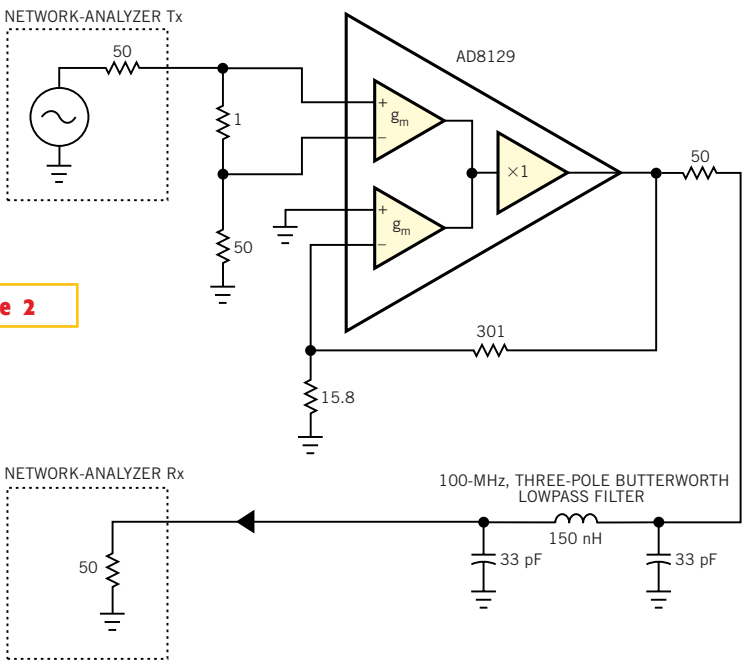 NETWORK-ANALYZER Tx
50
AD8129
+
gm
−
1
×1
50
+
gm
−
50
e 2
301
15.8
NETWORK-ANALYZER Rx
100-MHz, THREE-POLE BUTTERWORTH
LOWPASS FILTER
150 nH
50
33 pF
33 pF